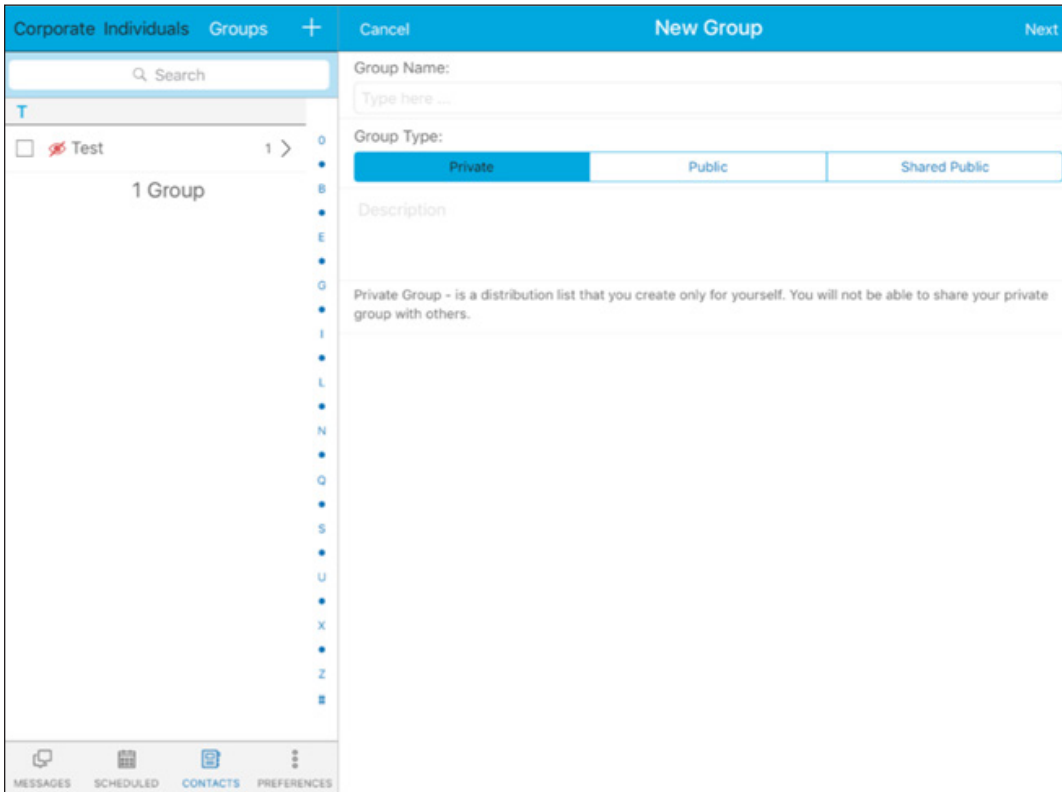 Corporate Individuals Groups +
Search
T
Test 1
1 Group
0
B
E
G
I
L
N
Q
S
U
X
Z
#
MESSAGES SCHEDULED CONTACTS PREFERENCES
Cancel New Group Next
Group Name:
Type here ...
Group Type:
Private Public Shared Public
Description
Private Group - is a distribution list that you create only for yourself. You will not be able to share your private
group with others.